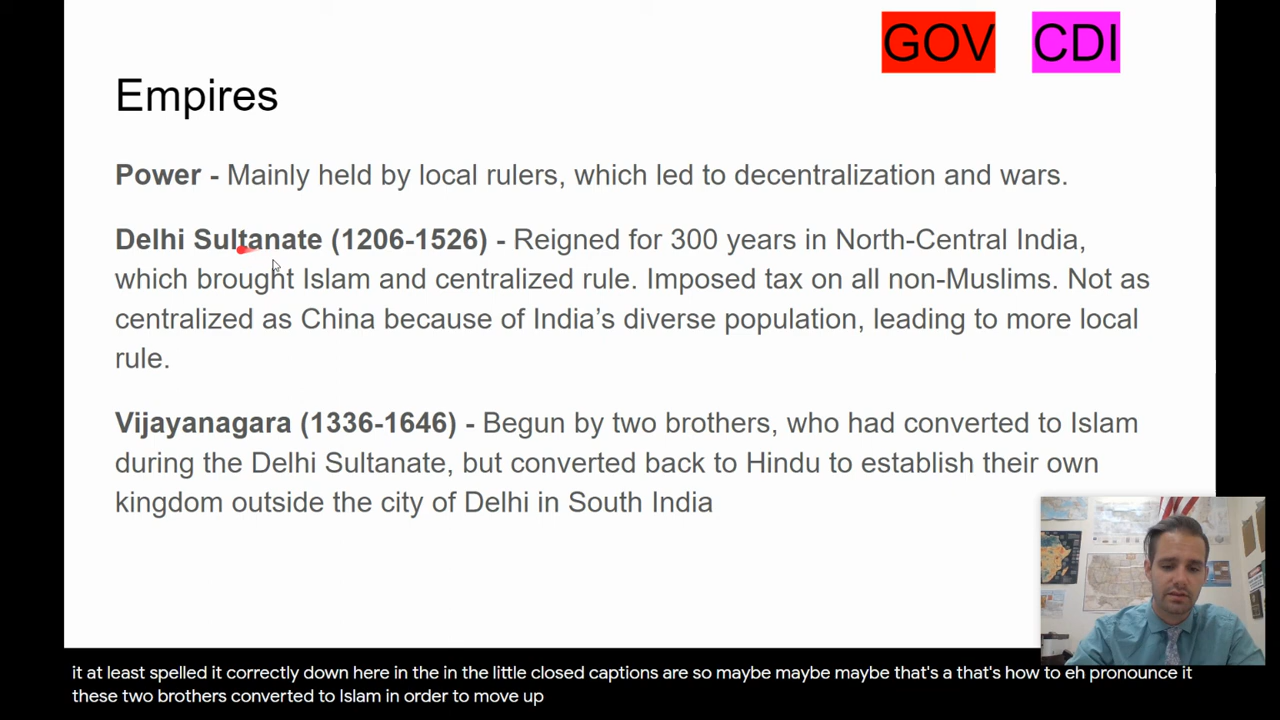 GOV CDI
Empires
Power - Mainly held by local rulers, which led to decentralization and wars.
Delhi Sultanate (1206-1526) - Reigned for 300 years in North-Central India,
which brought Islam and centralized rule. Imposed tax on all non-Muslims. Not as
centralized as China because of India’s diverse population, leading to more local
rule.
Vijayanagara (1336-1646) - Begun by two brothers, who had converted to Islam
during the Delhi Sultanate, but converted back to Hindu to establish their own
kingdom outside the city of Delhi in South India
it at least spelled it correctly down here in the in the little closed captions are so maybe maybe maybe that's a that's how to eh pronounce it
these two brothers converted to Islam in order to move up